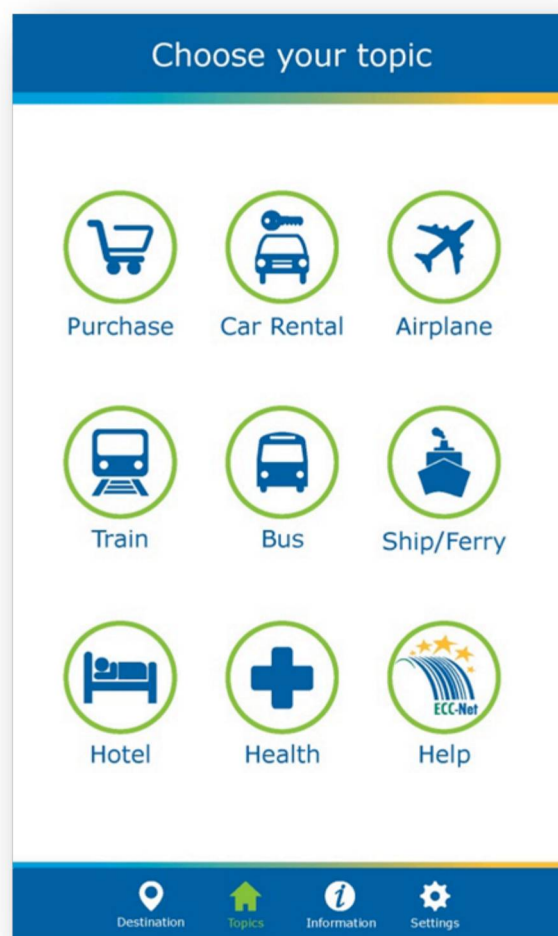 Choose your topic
Purchase
Car Rental
Airplane
Train
Bus
Ship/Ferry
ECC-Net
Hotel
Health
Help
Destination
Topics
Information
Settings